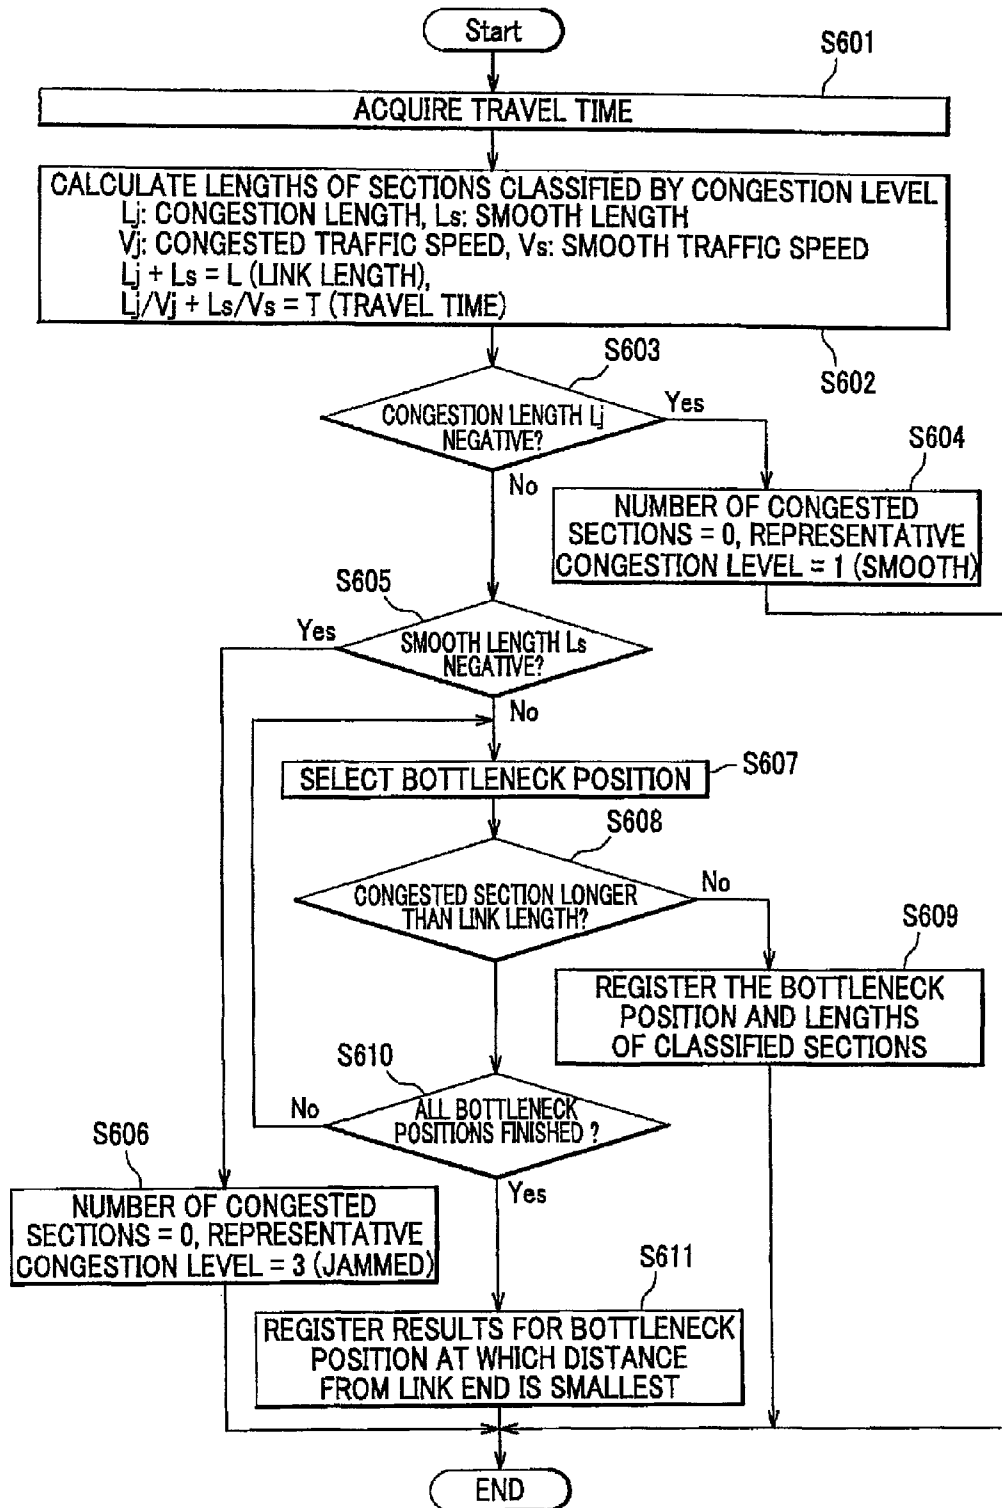 Start
S601
ACQUIRE TRAVEL TIME
CALCULATE LENGTHS OF SECTIONS CLASSIFIED BY CONGESTION LEVEL
Lj: CONGESTION LENGTH, Ls: SMOOTH LENGTH
Vj: CONGESTED TRAFFIC SPEED, Vs: SMOOTH TRAFFIC SPEED
Lj + Ls = L (LINK LENGTH),
Lj/Vj + Ls/Vs = T (TRAVEL TIME)
S602
S603
CONGESTION LENGTH Lj
NEGATIVE?
Yes
No
S604
NUMBER OF CONGESTED
SECTIONS = 0, REPRESENTATIVE
CONGESTION LEVEL = 1 (SMOOTH)
S605
SMOOTH LENGTH Ls
NEGATIVE?
Yes
No
SELECT BOTTLENECK POSITION
S607
S608
CONGESTED SECTION LONGER
THAN LINK LENGTH?
No
S609
REGISTER THE BOTTLENECK
POSITION AND LENGTHS
OF CLASSIFIED SECTIONS
S610
ALL BOTTLENECK
POSITIONS FINISHED ?
No
Yes
S606
NUMBER OF CONGESTED
SECTIONS = 0, REPRESENTATIVE
CONGESTION LEVEL = 3 (JAMMED)
S611
REGISTER RESULTS FOR BOTTLENECK
POSITION AT WHICH DISTANCE
FROM LINK END IS SMALLEST
END